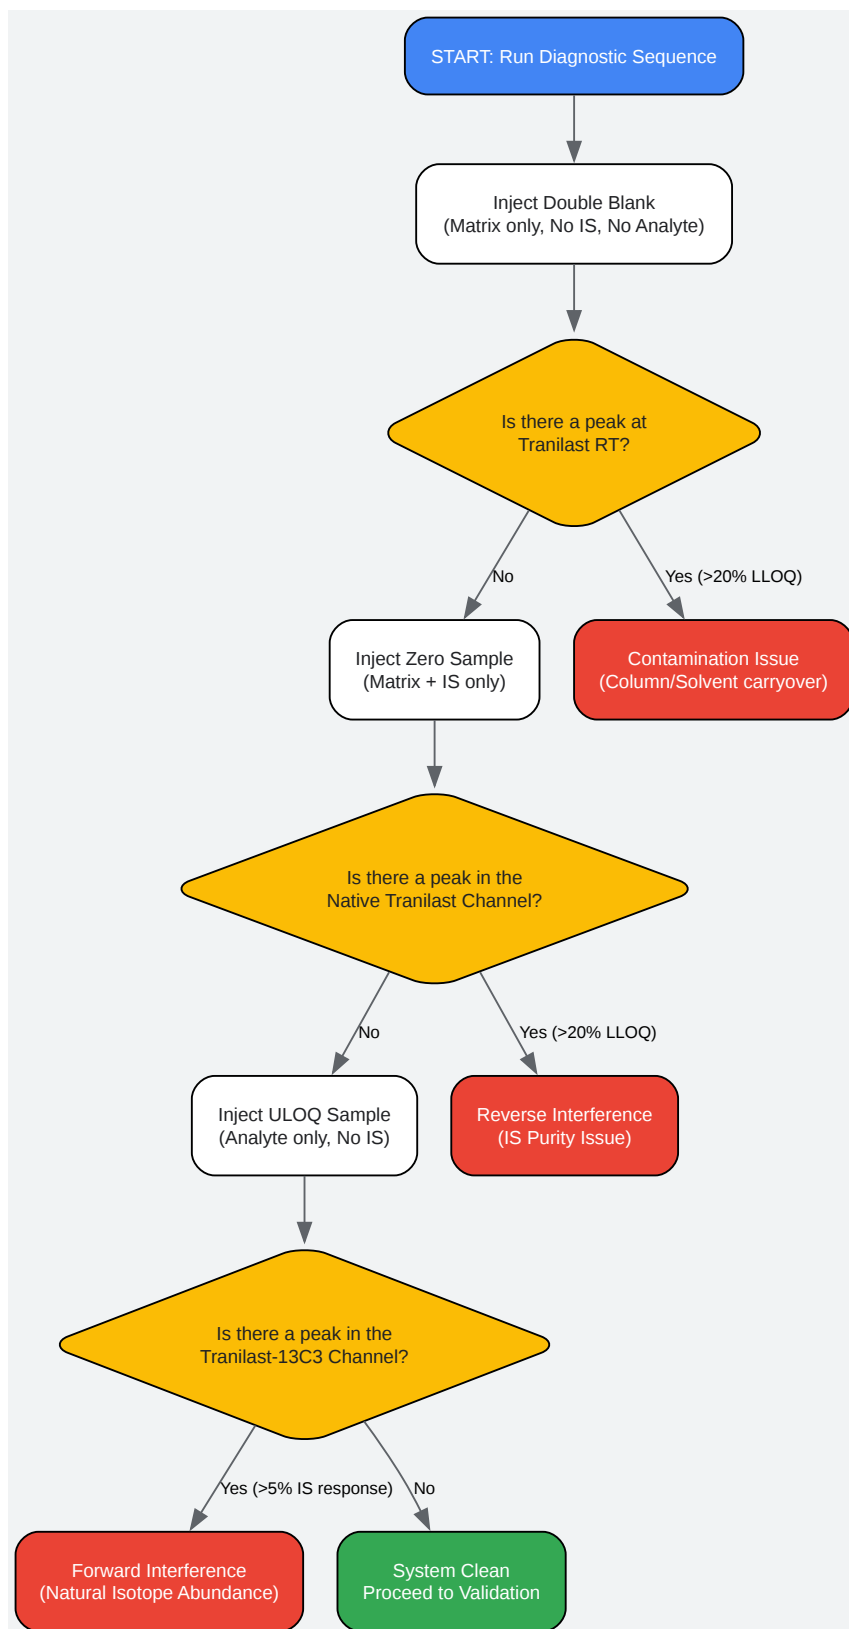 START: Run Diagnostic Sequence
Inject Double Blank
(Matrix only, No IS, No Analyte)
Is there a peak at
Tranilast RT?
No
Yes (>20% LLOQ)
Inject Zero Sample
(Matrix + IS only)
Contamination Issue
(Column/Solvent carryover)
Is there a peak in the
Native Tranilast Channel?
No
Yes (>20% LLOQ)
Inject ULOQ Sample
(Analyte only, No IS)
Reverse Interference
(IS Purity Issue)
Is there a peak in the
Tranilast-13C3 Channel?
Yes (>5% IS response)
No
Forward Interference
(Natural Isotope Abundance)
System Clean
Proceed to Validation